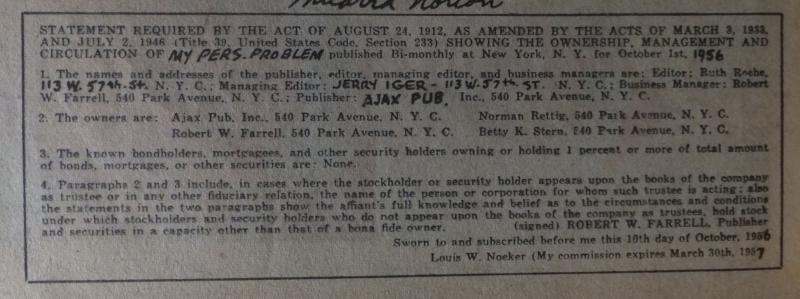 STATEMENT REQUIRED BY THE ACT OF AUGUST 24, 1912, AS AMENDED BY THE ACTS OF MARCH 3, 1933,
AND JULY 2, 1946 (Title 39, United States Code, Section 233) SHOWING THE OWNERSHIP, MANAGEMENT AND
CIRCULATION OF MY PERS. PROBLEM published Bi-monthly at New York, N. Y. for October 1st, 1956
1. The names and addresses of the publisher, editor, managing editor, and business managers are: Editor: Ruth Roche,
113 W. 57th. St. N. Y. C.; Managing Editor: JERRY IGER - 113 W. 57th ST. N. Y. C.; Business Manager: Robert
W. Farrell, 540 Park Avenue, N. Y. C.; Publisher: AJAX PUB. Inc., 540 Park Avenue, N. Y. C.
2. The owners are: Ajax Pub. Inc., 540 Park Avenue, N. Y. C. Norman Rettig, 540 Park Avenue, N. Y. C.
Robert W. Farrell, 540 Park Avenue, N. Y. C. Betty K. Stern, 540 Park Avenue, N. Y. C.
3. The known bondholders, mortgagees, and other security holders owning or holding 1 percent or more of total amount
of bonds, mortgages, or other securities are: None.
4. Paragraphs 2 and 3 include, in cases where the stockholder or security holder appears upon the books of the company
as trustee or in any other fiduciary relation, the name of the person or corporation for whom such trustee is acting; also
the statements in the two paragraphs show the affiant's full knowledge and belief as to the circumstances and conditions
under which stockholders and security holders who do not appear upon the books of the company as trustees, hold stock
and securities in a capacity other than that of a bona fide owner. (signed) ROBERT W. FARRELL, Publisher
Sworn to and subscribed before me this 10th day of October, 1956
Louis W. Noeker (My commission expires March 30th, 1957